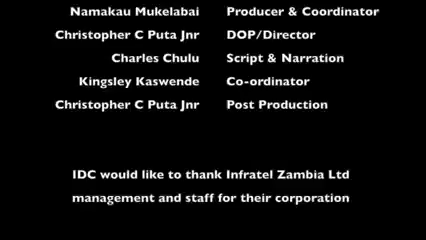 Namakau Mukelabai Producer & Coordinator
Christopher C Puta Jnr DOP/Director
Charles Chulu Script & Narration
Kingsley Kaswende Co-ordinator
Christopher C Puta Jnr Post Production
IDC would like to thank Infratel Zambia Ltd
management and staff for their corporation